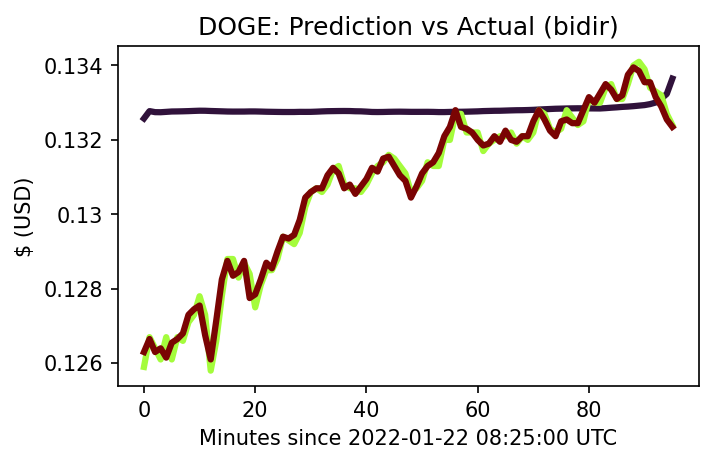 DOGE: Prediction vs Actual (bidir)
0.134
0.132
0.13
0.128
0.126
$ (USD)
0 20 40 60 80
Minutes since 2022-01-22 08:25:00 UTC